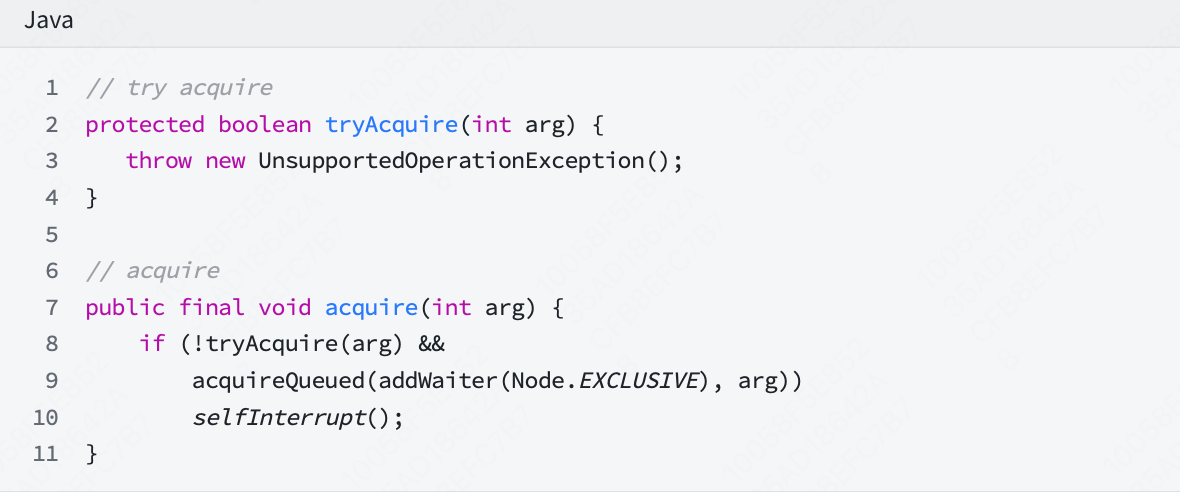 Java
1 // try acquire
2 protected boolean tryAcquire(int arg) {
3    throw new UnsupportedOperationException();
4 }
5
6 // acquire
7 public final void acquire(int arg) {
8     if (!tryAcquire(arg) &&
9         acquireQueued(addWaiter(Node.EXCLUSIVE), arg))
10         selfInterrupt();
11 }